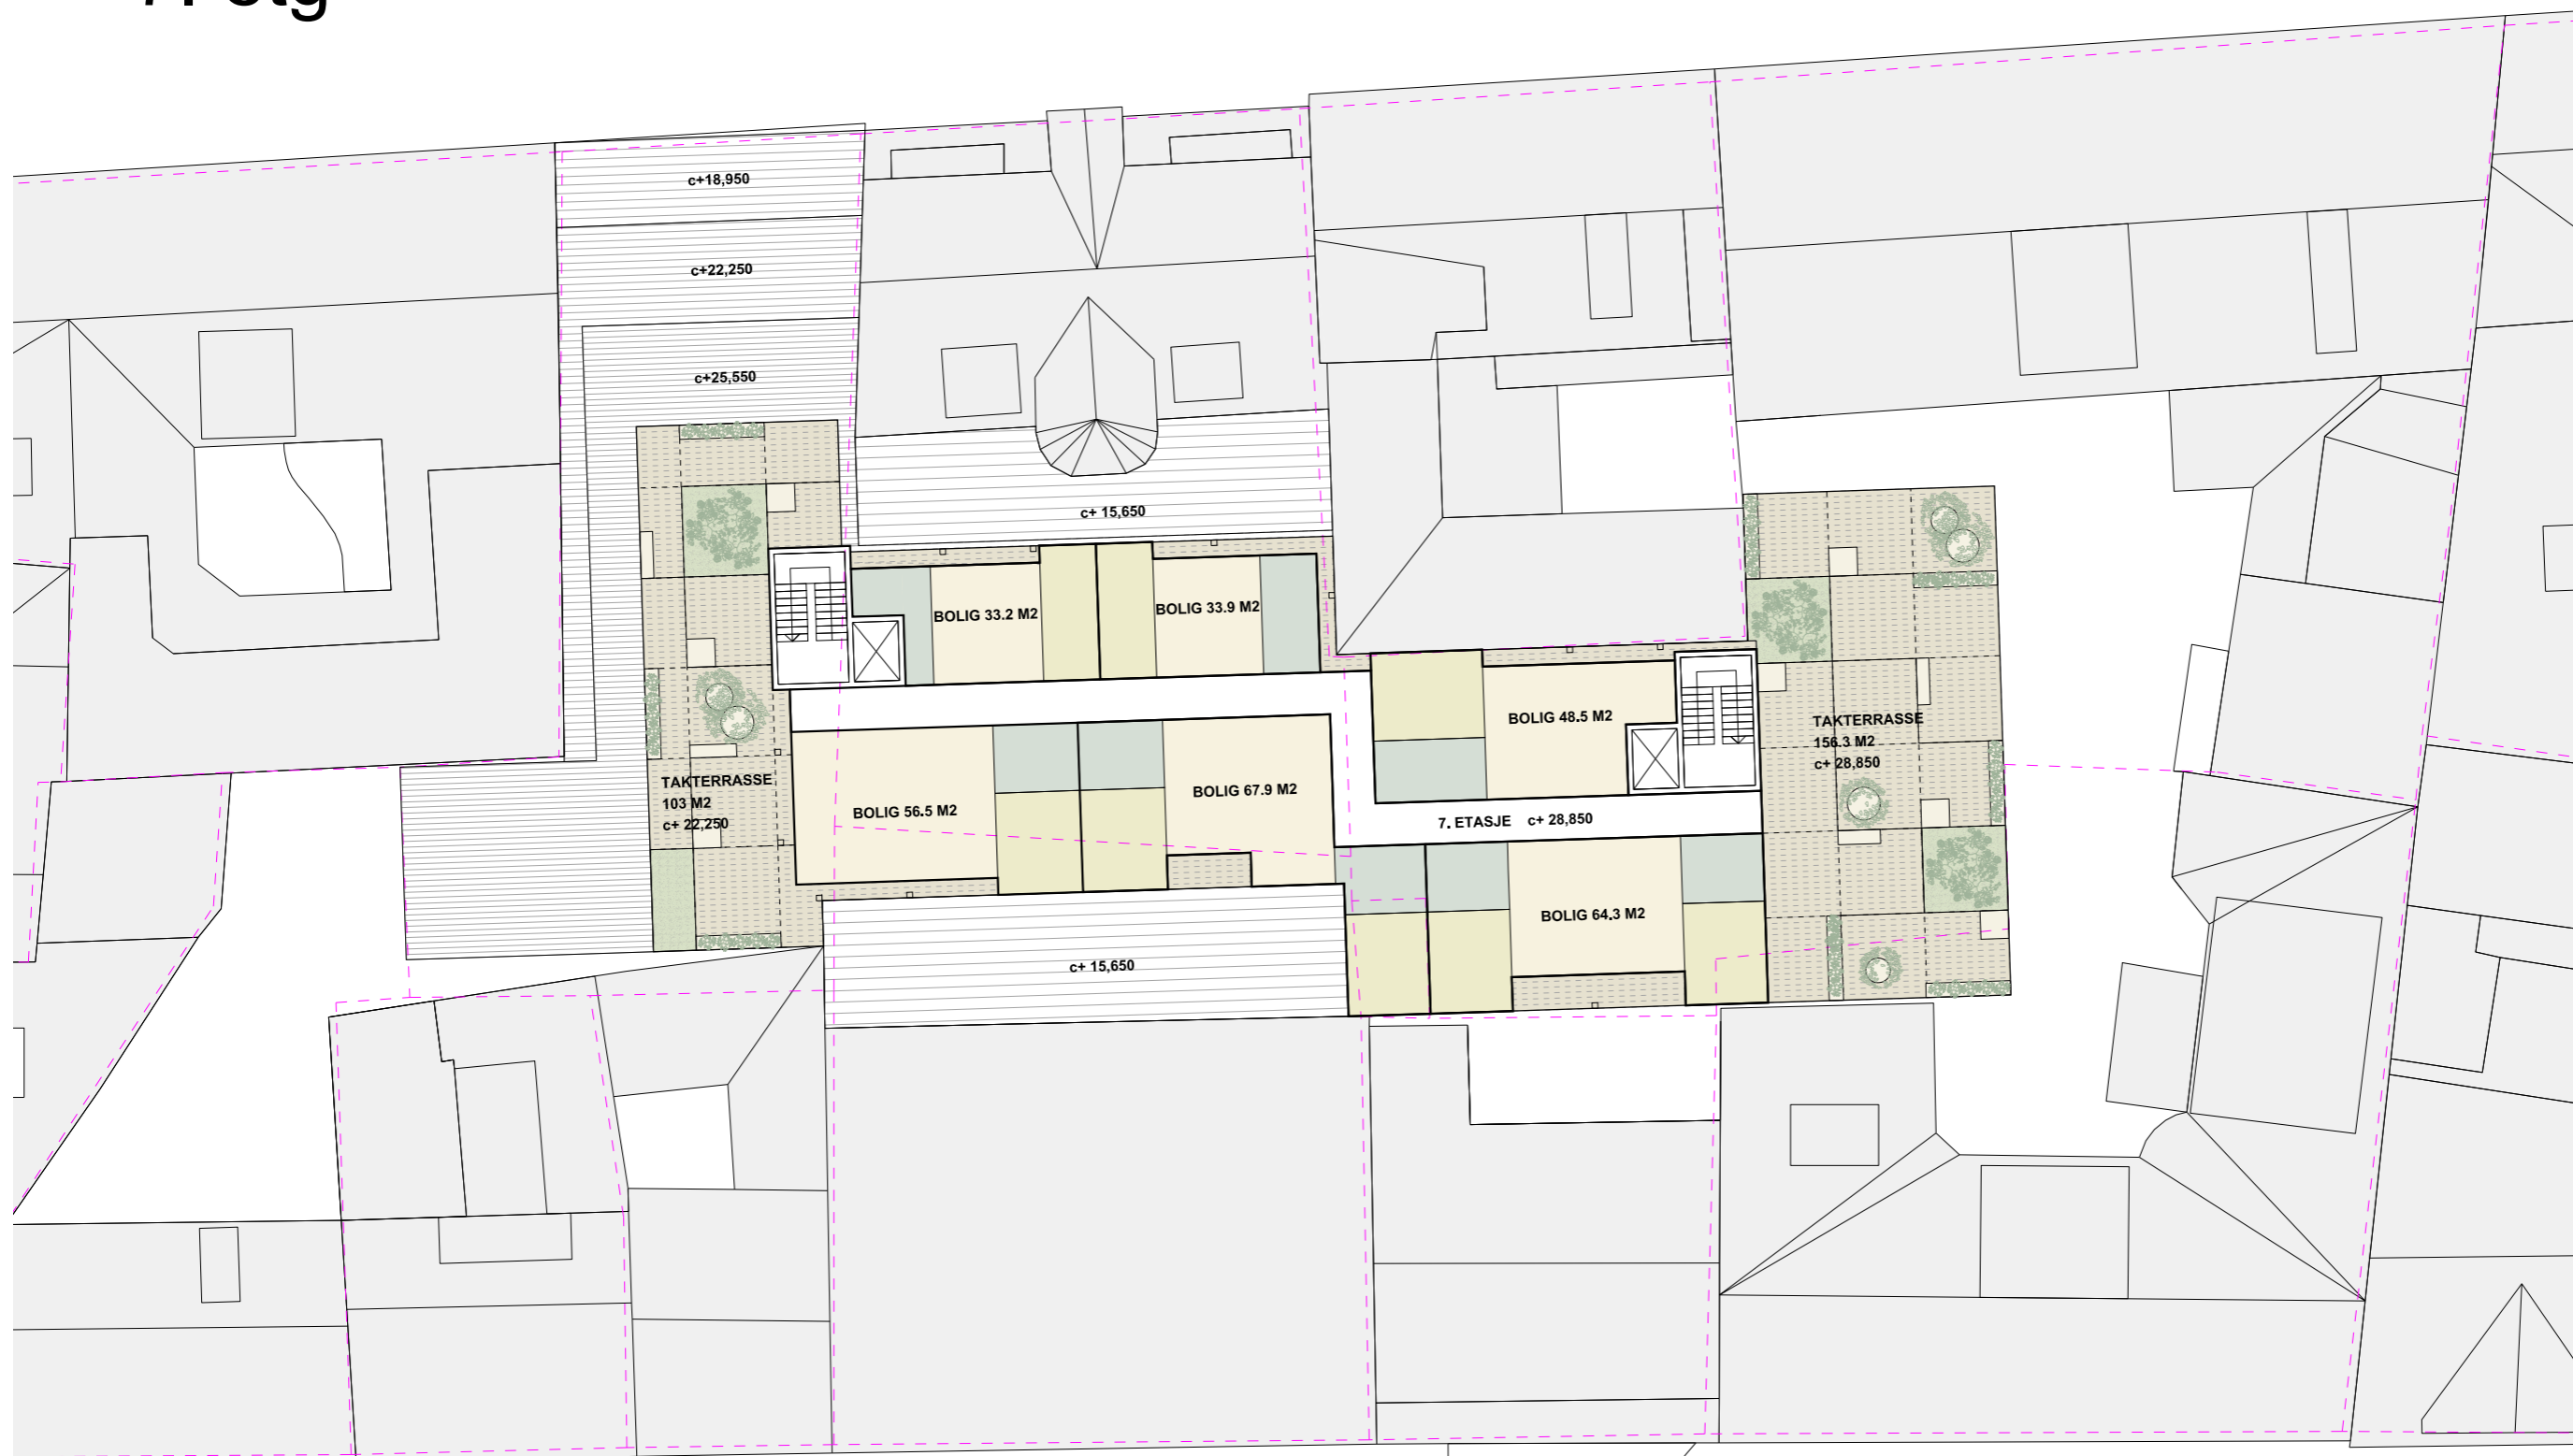 7. etg
c+18,950
c+22,250
c+25,550
c+ 15,650
BOLIG 33.2 M2
BOLIG 33.9 M2
BOLIG 48.5 M2
TAKTERRASSE
156.3 M2
c+ 28,850
TAKTERRASSE
103 M2
c+ 22,250
BOLIG 56.5 M2
BOLIG 67.9 M2
7. ETASJE c+ 28,850
BOLIG 64.3 M2
c+ 15,650